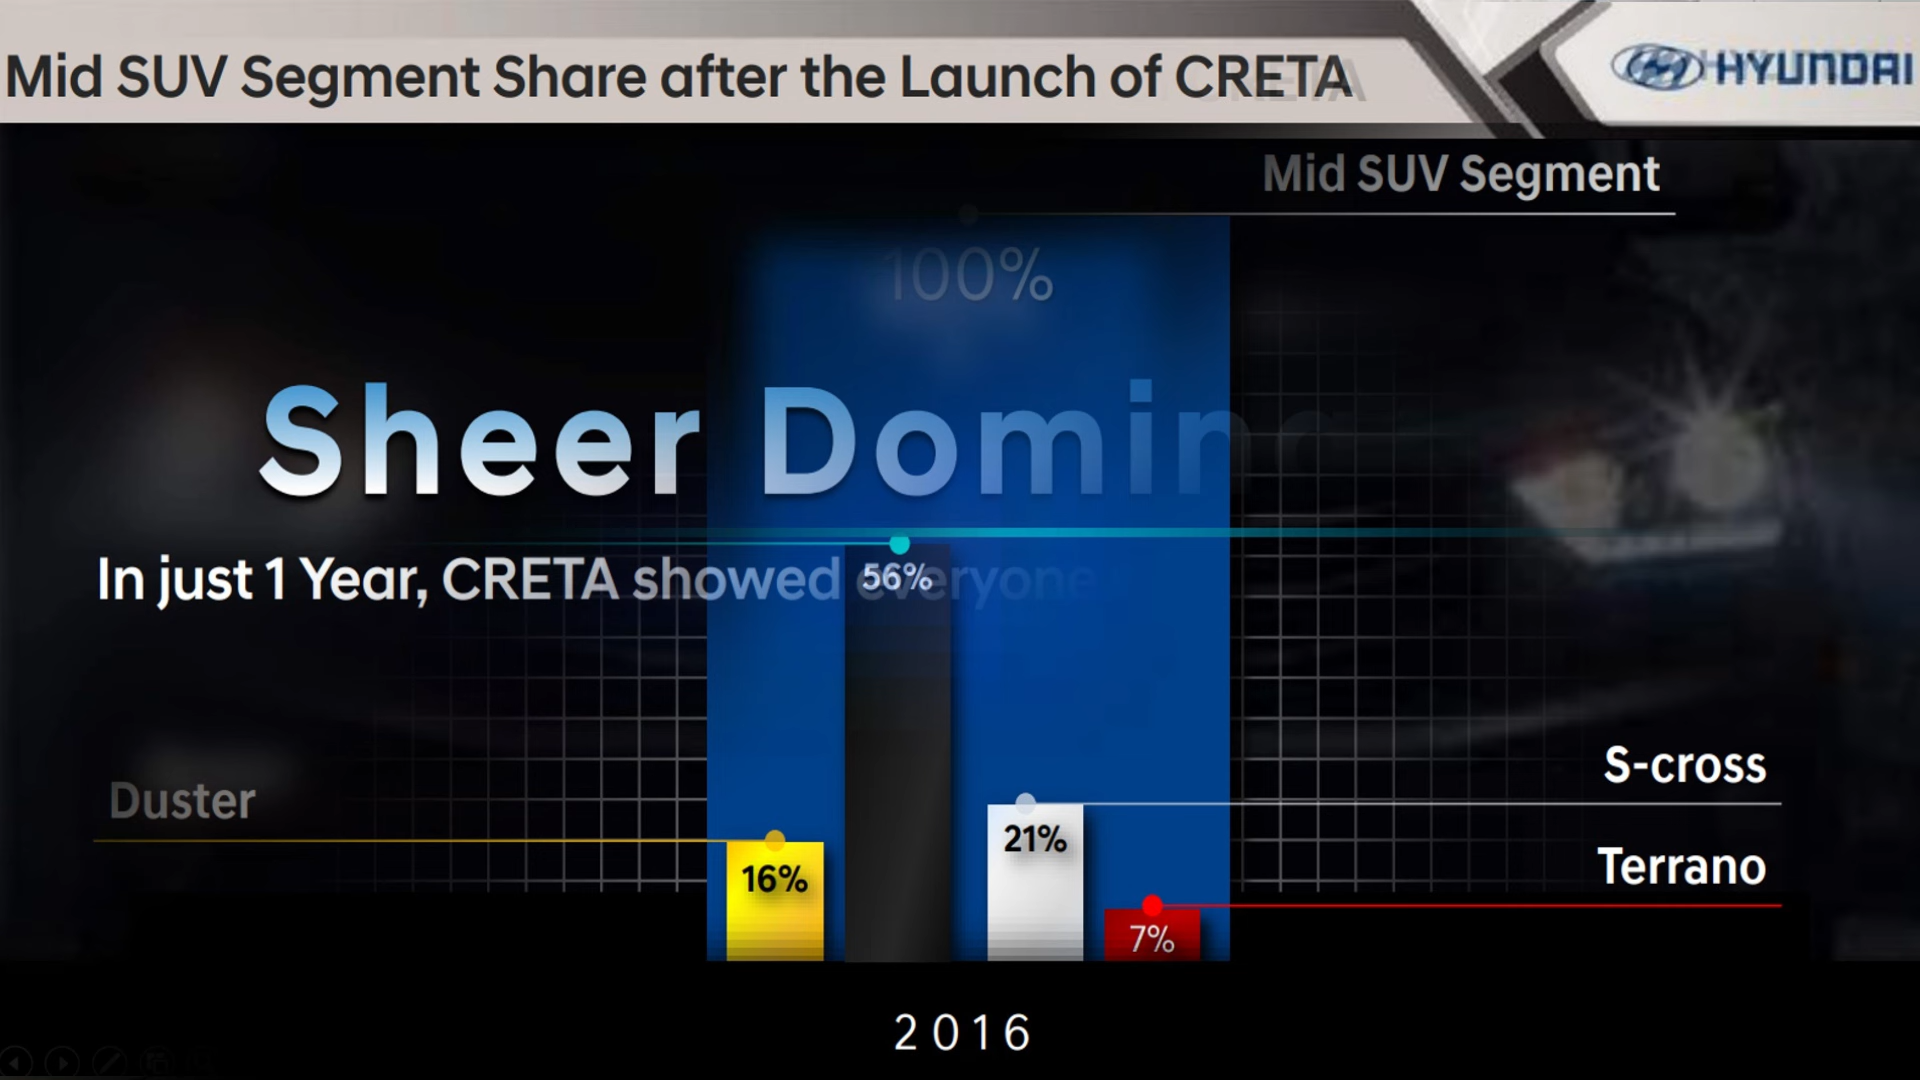 Mid SUV Segment Share after the Launch of CRETA
HYUNDAI
Mid SUV Segment
100%
Sheer Domin
56%
In just 1 Year, CRETA showed everyone
S-cross
Duster
21%
Terrano
16%
7%
2016